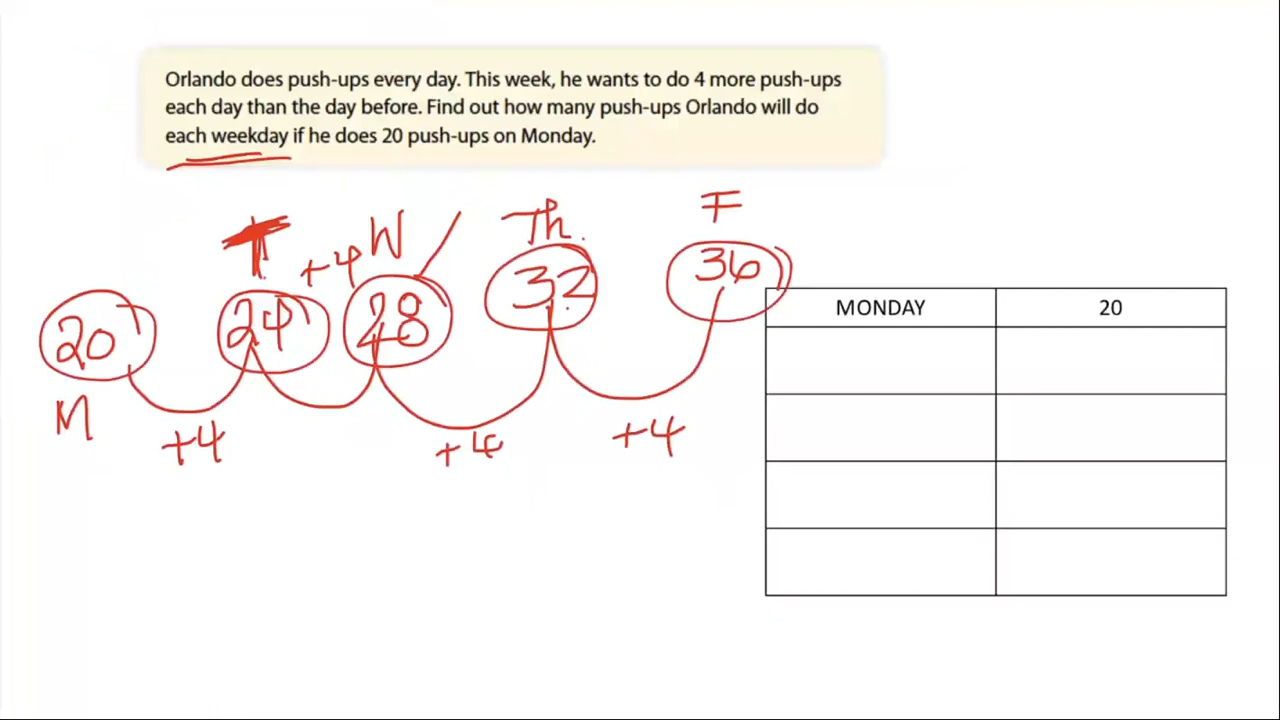 Orlando does push-ups every day. This week, he wants to do 4 more push-ups
each day than the day before. Find out how many push-ups Orlando will do
each weekday if he does 20 push-ups on Monday.
T +4 W Th. F
20 24 28 32 36
M +4 +4 +4
MONDAY 20